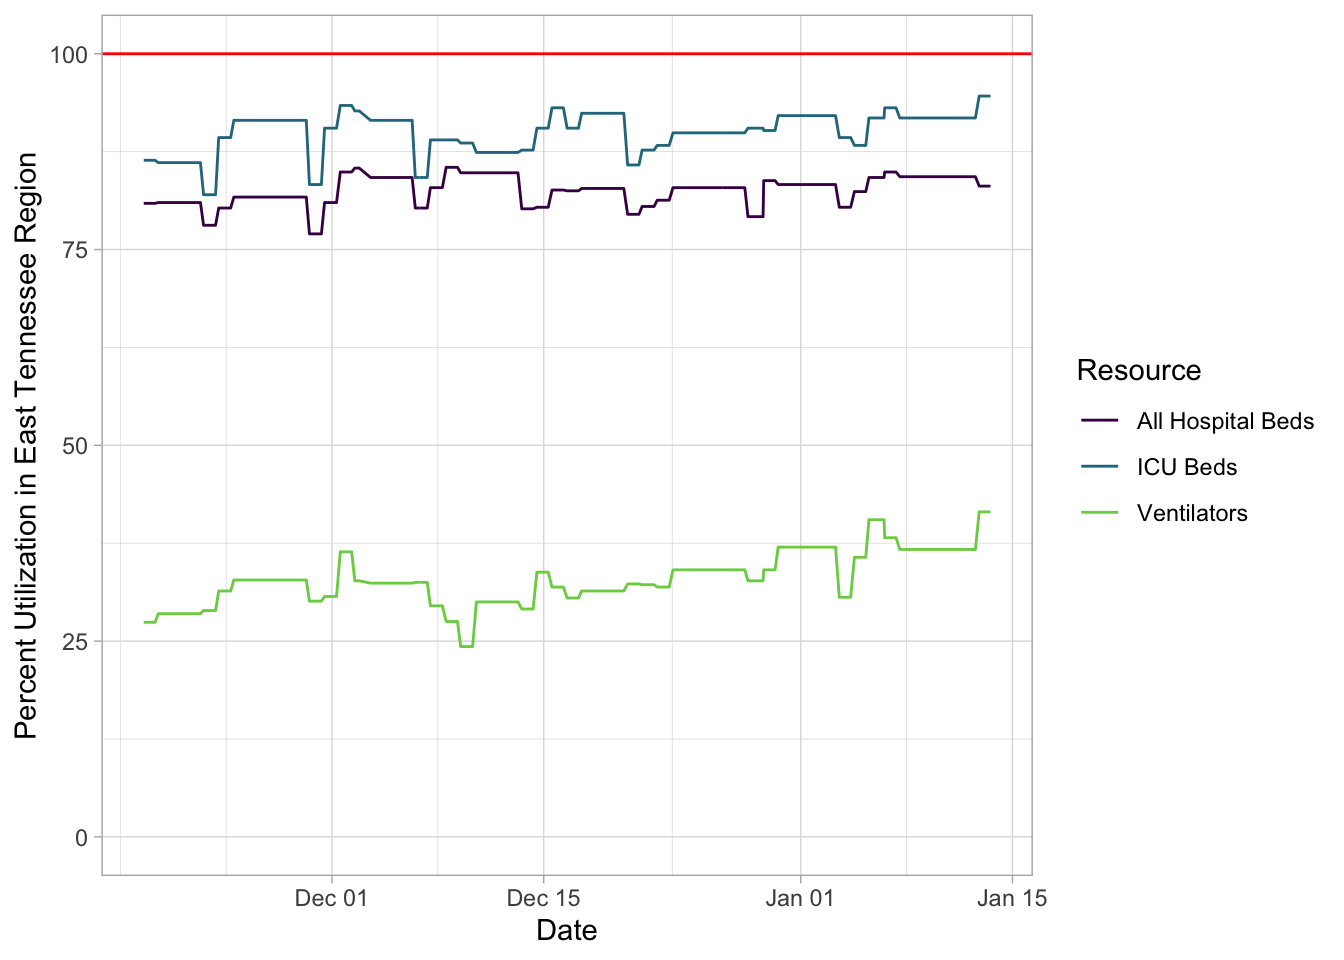 Percent Utilization in East Tennessee Region
100
75
50
25
0
Dec 01
Dec 15
Jan 01
Jan 15
Date
Resource
All Hospital Beds
ICU Beds
Ventilators